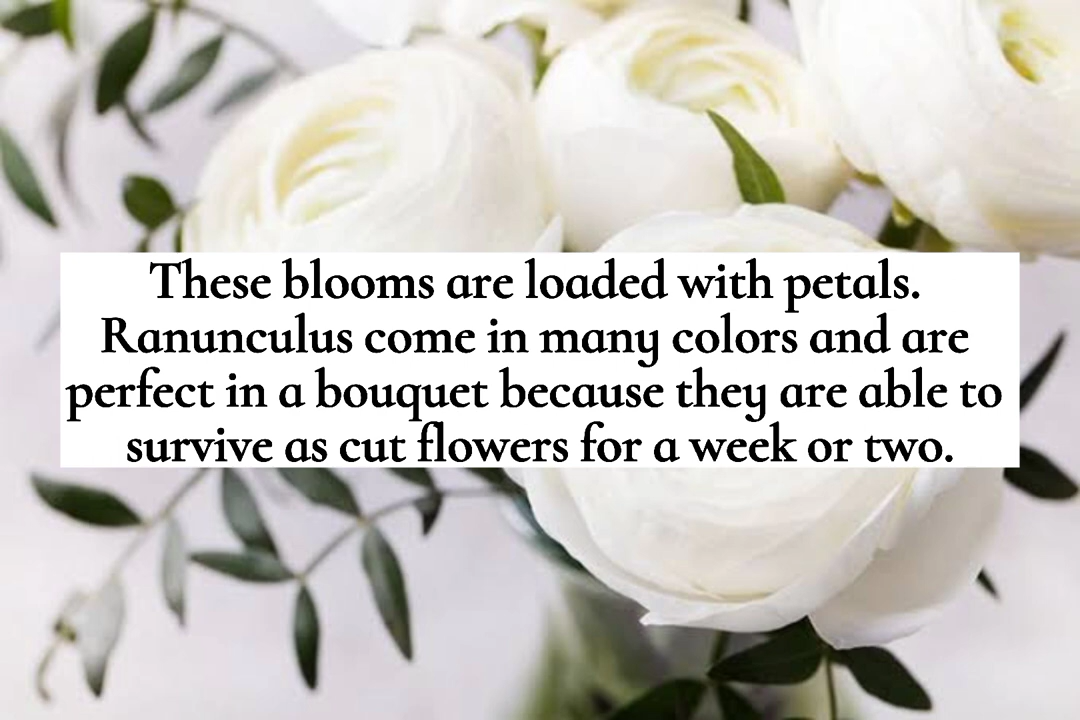 These blooms are loaded with petals.
Ranunculus come in many colors and are
perfect in a bouquet because they are able to
survive as cut flowers for a week or two.